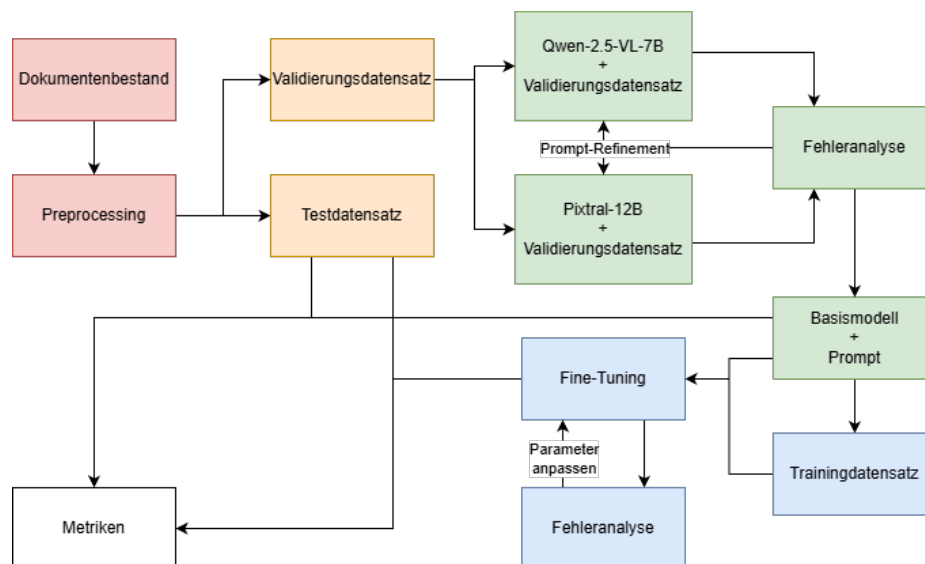 Dokumentenbestand
Validierungsdatensatz
Qwen-2.5-VL-7B
+
Validierungsdatensatz
Prompt-Refinement
Fehleranalyse
Preprocessing
Testdatensatz
Pixtral-12B
+
Validierungsdatensatz
Basismodell
+
Prompt
Fine-Tuning
Parameter
anpassen
Trainingdatensatz
Metriken
Fehleranalyse